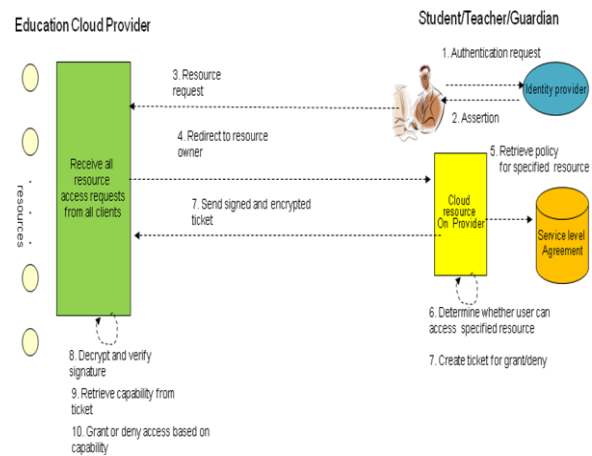 Education Cloud Provider
Student/Teacher/Guardian
1. Authentication request
Identity provider
2. Assertion
3. Resource
request
4. Redirect to resource
owner
5. Retrieve policy
for specified resource
Receive all
resource
access requests
from all clients
resources
Cloud
resource
On Provider
Service level
Agreement
7. Send signed and encrypted
ticket
6. Determine whether user can
access specified resource
7. Create ticket for grant/deny
8. Decrypt and verify
signature
9. Retrieve capability from
ticket
10. Grant or deny access based on
capability